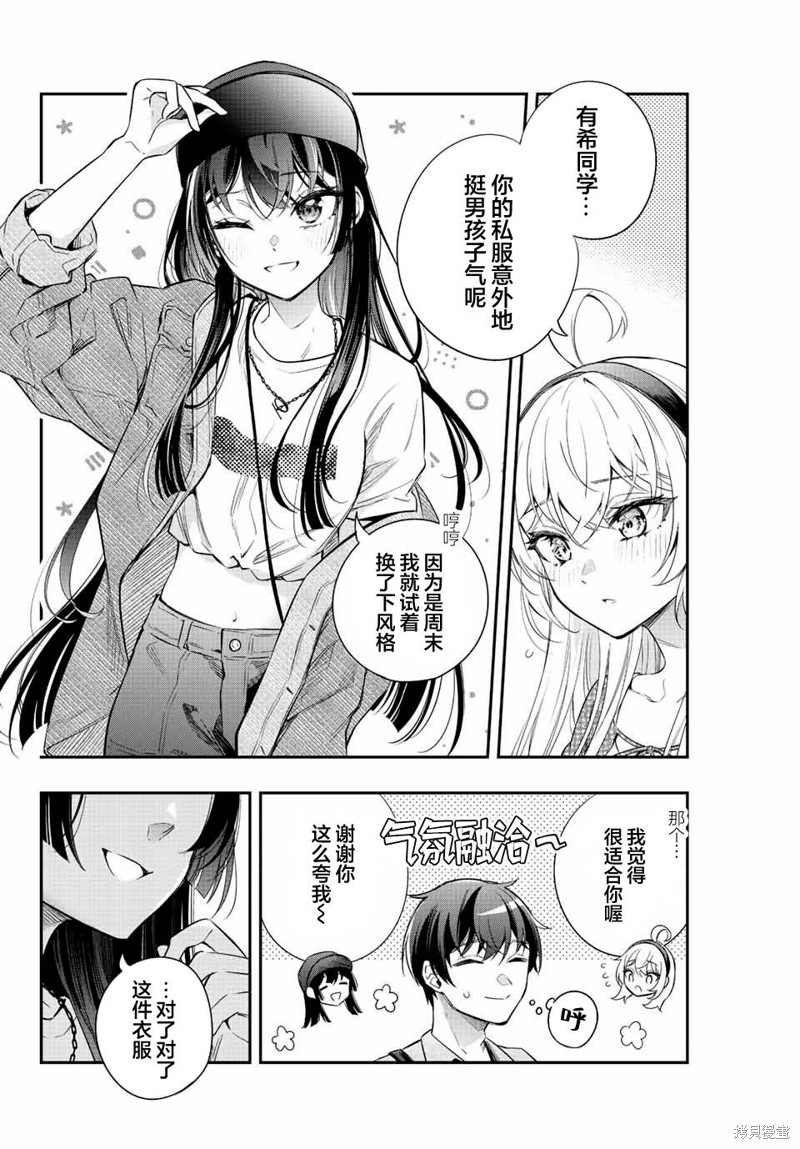 有希同学…
你的私服意外地
挺男孩子气呢
哼哼
因为是周末
我就试着
换了下风格
那个…
我觉得
很适合你喔
气氛融洽～
谢谢你
这么夸我～
呼
…对了对了
这件衣服
拷貝漫畫